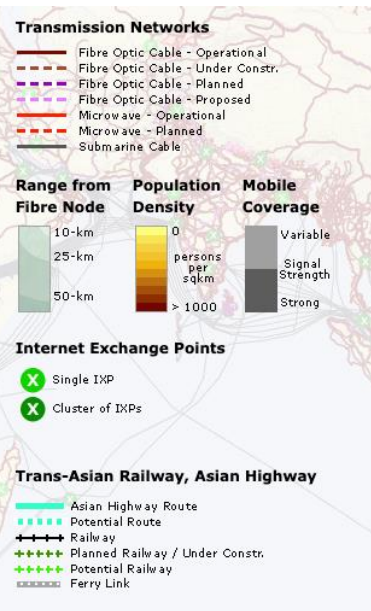 Transmission Networks
Fibre Optic Cable - Operational
Fibre Optic Cable - Under Constr.
Fibre Optic Cable - Planned
Fibre Optic Cable - Proposed
Microwave - Operational
Microwave - Planned
Submarine Cable
Range from Fibre Node
10-km
25-km
50-km
Population Density
0
persons per sqkm
> 1000
Mobile Coverage
Variable
Signal Strength
Strong
Internet Exchange Points
X Single IXP
X Cluster of IXPs
Trans-Asian Railway, Asian Highway
Asian Highway Route
Potential Route
Railway
Planned Railway / Under Constr.
Potential Railway
Ferry Link